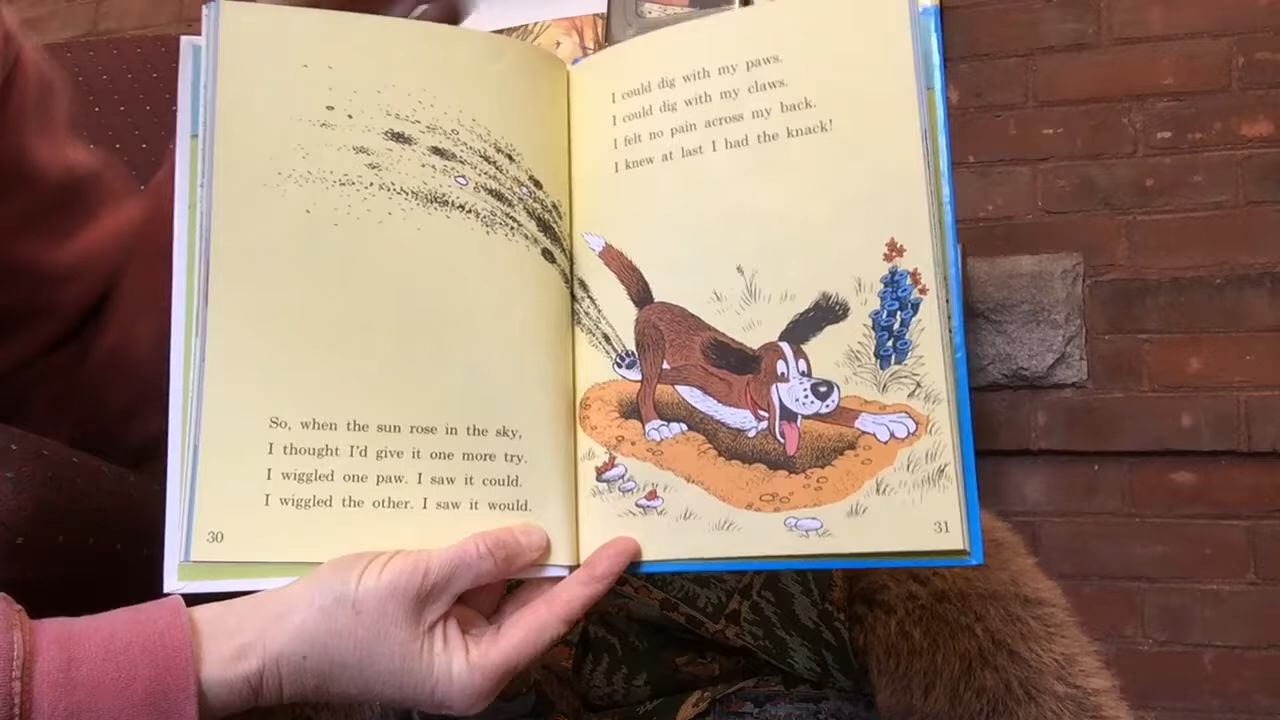 So, when the sun rose in the sky,
I thought I'd give it one more try.
I wiggled one paw. I saw it could.
I wiggled the other. I saw it would.
30
I could dig with my paws.
I could dig with my claws.
I felt no pain across my back.
I knew at last I had the knack!
31